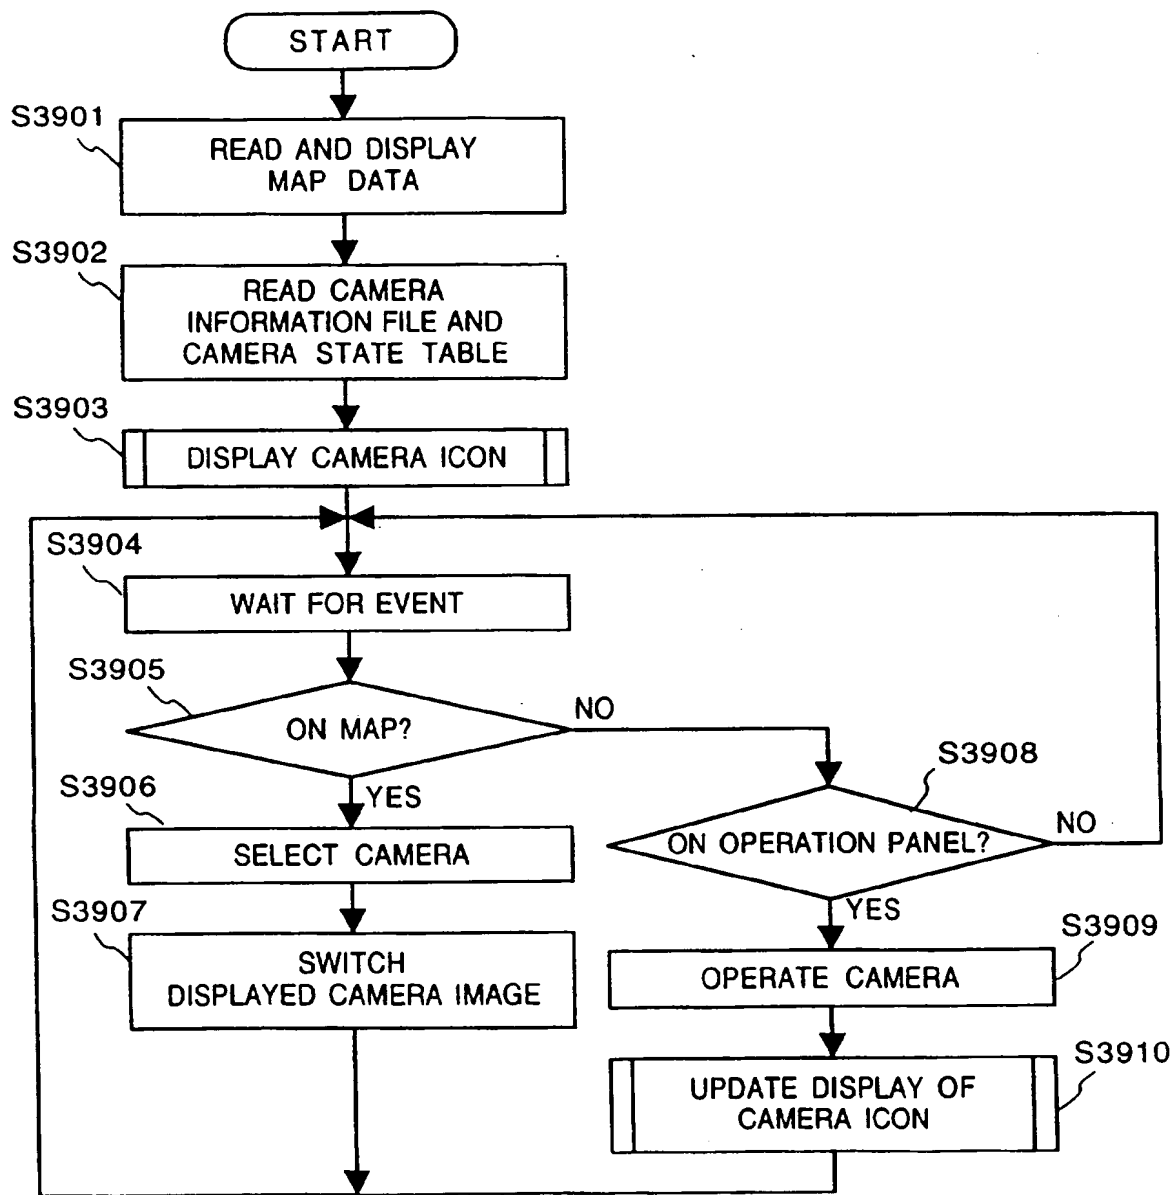 START
S3901
READ AND DISPLAY
MAP DATA
S3902
READ CAMERA
INFORMATION FILE AND
CAMERA STATE TABLE
S3903
DISPLAY CAMERA ICON
S3904
WAIT FOR EVENT
S3905
ON MAP?
NO
YES
S3906
SELECT CAMERA
S3907
SWITCH
DISPLAYED CAMERA IMAGE
S3908
ON OPERATION PANEL?
NO
YES
S3909
OPERATE CAMERA
S3910
UPDATE DISPLAY OF
CAMERA ICON